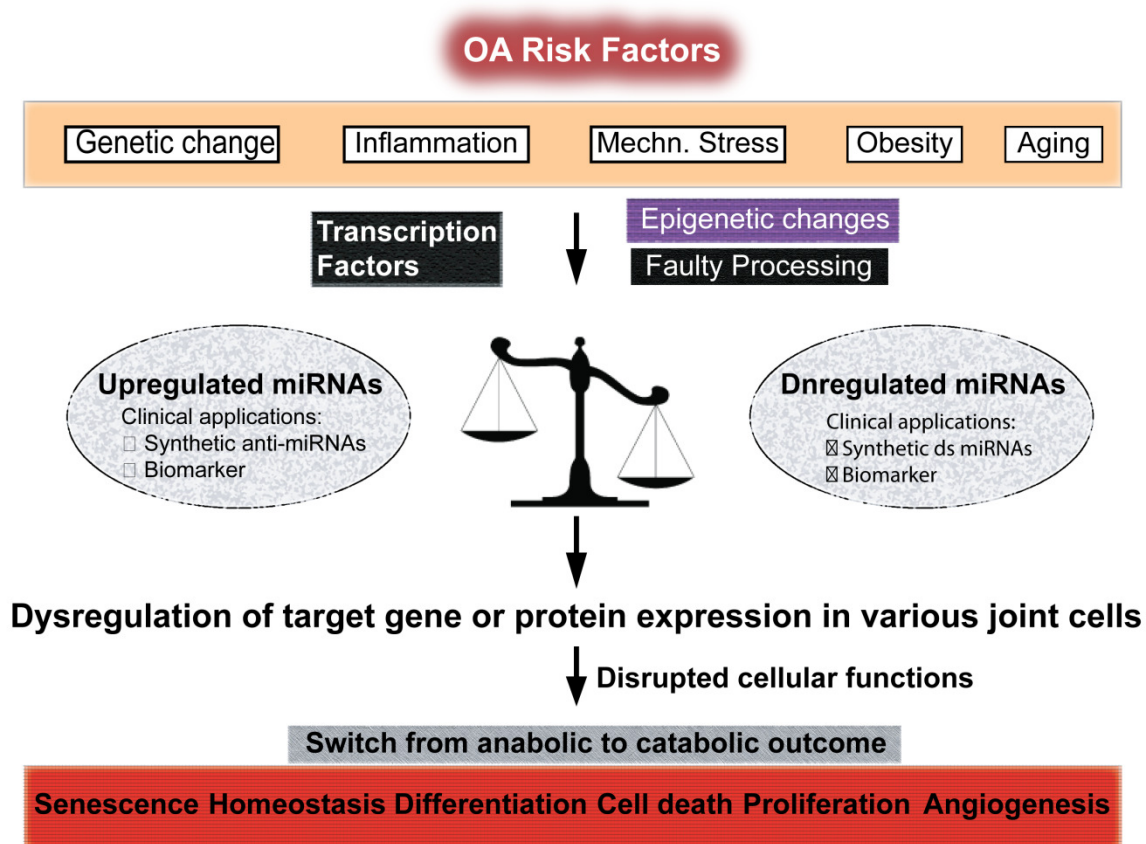 OA Risk Factors
Genetic change
Inflammation
Mechn. Stress
Obesity
Aging
Transcription
Factors
Epigenetic changes
Faulty Processing
Upregulated miRNAs
Clinical applications:
□ Synthetic anti-miRNAs
□ Biomarker
Dnregulated miRNAs
Clinical applications:
☒ Synthetic ds miRNAs
☒ Biomarker
Dysregulation of target gene or protein expression in various joint cells
Disrupted cellular functions
Switch from anabolic to catabolic outcome
Senescence Homeostasis Differentiation Cell death Proliferation Angiogenesis